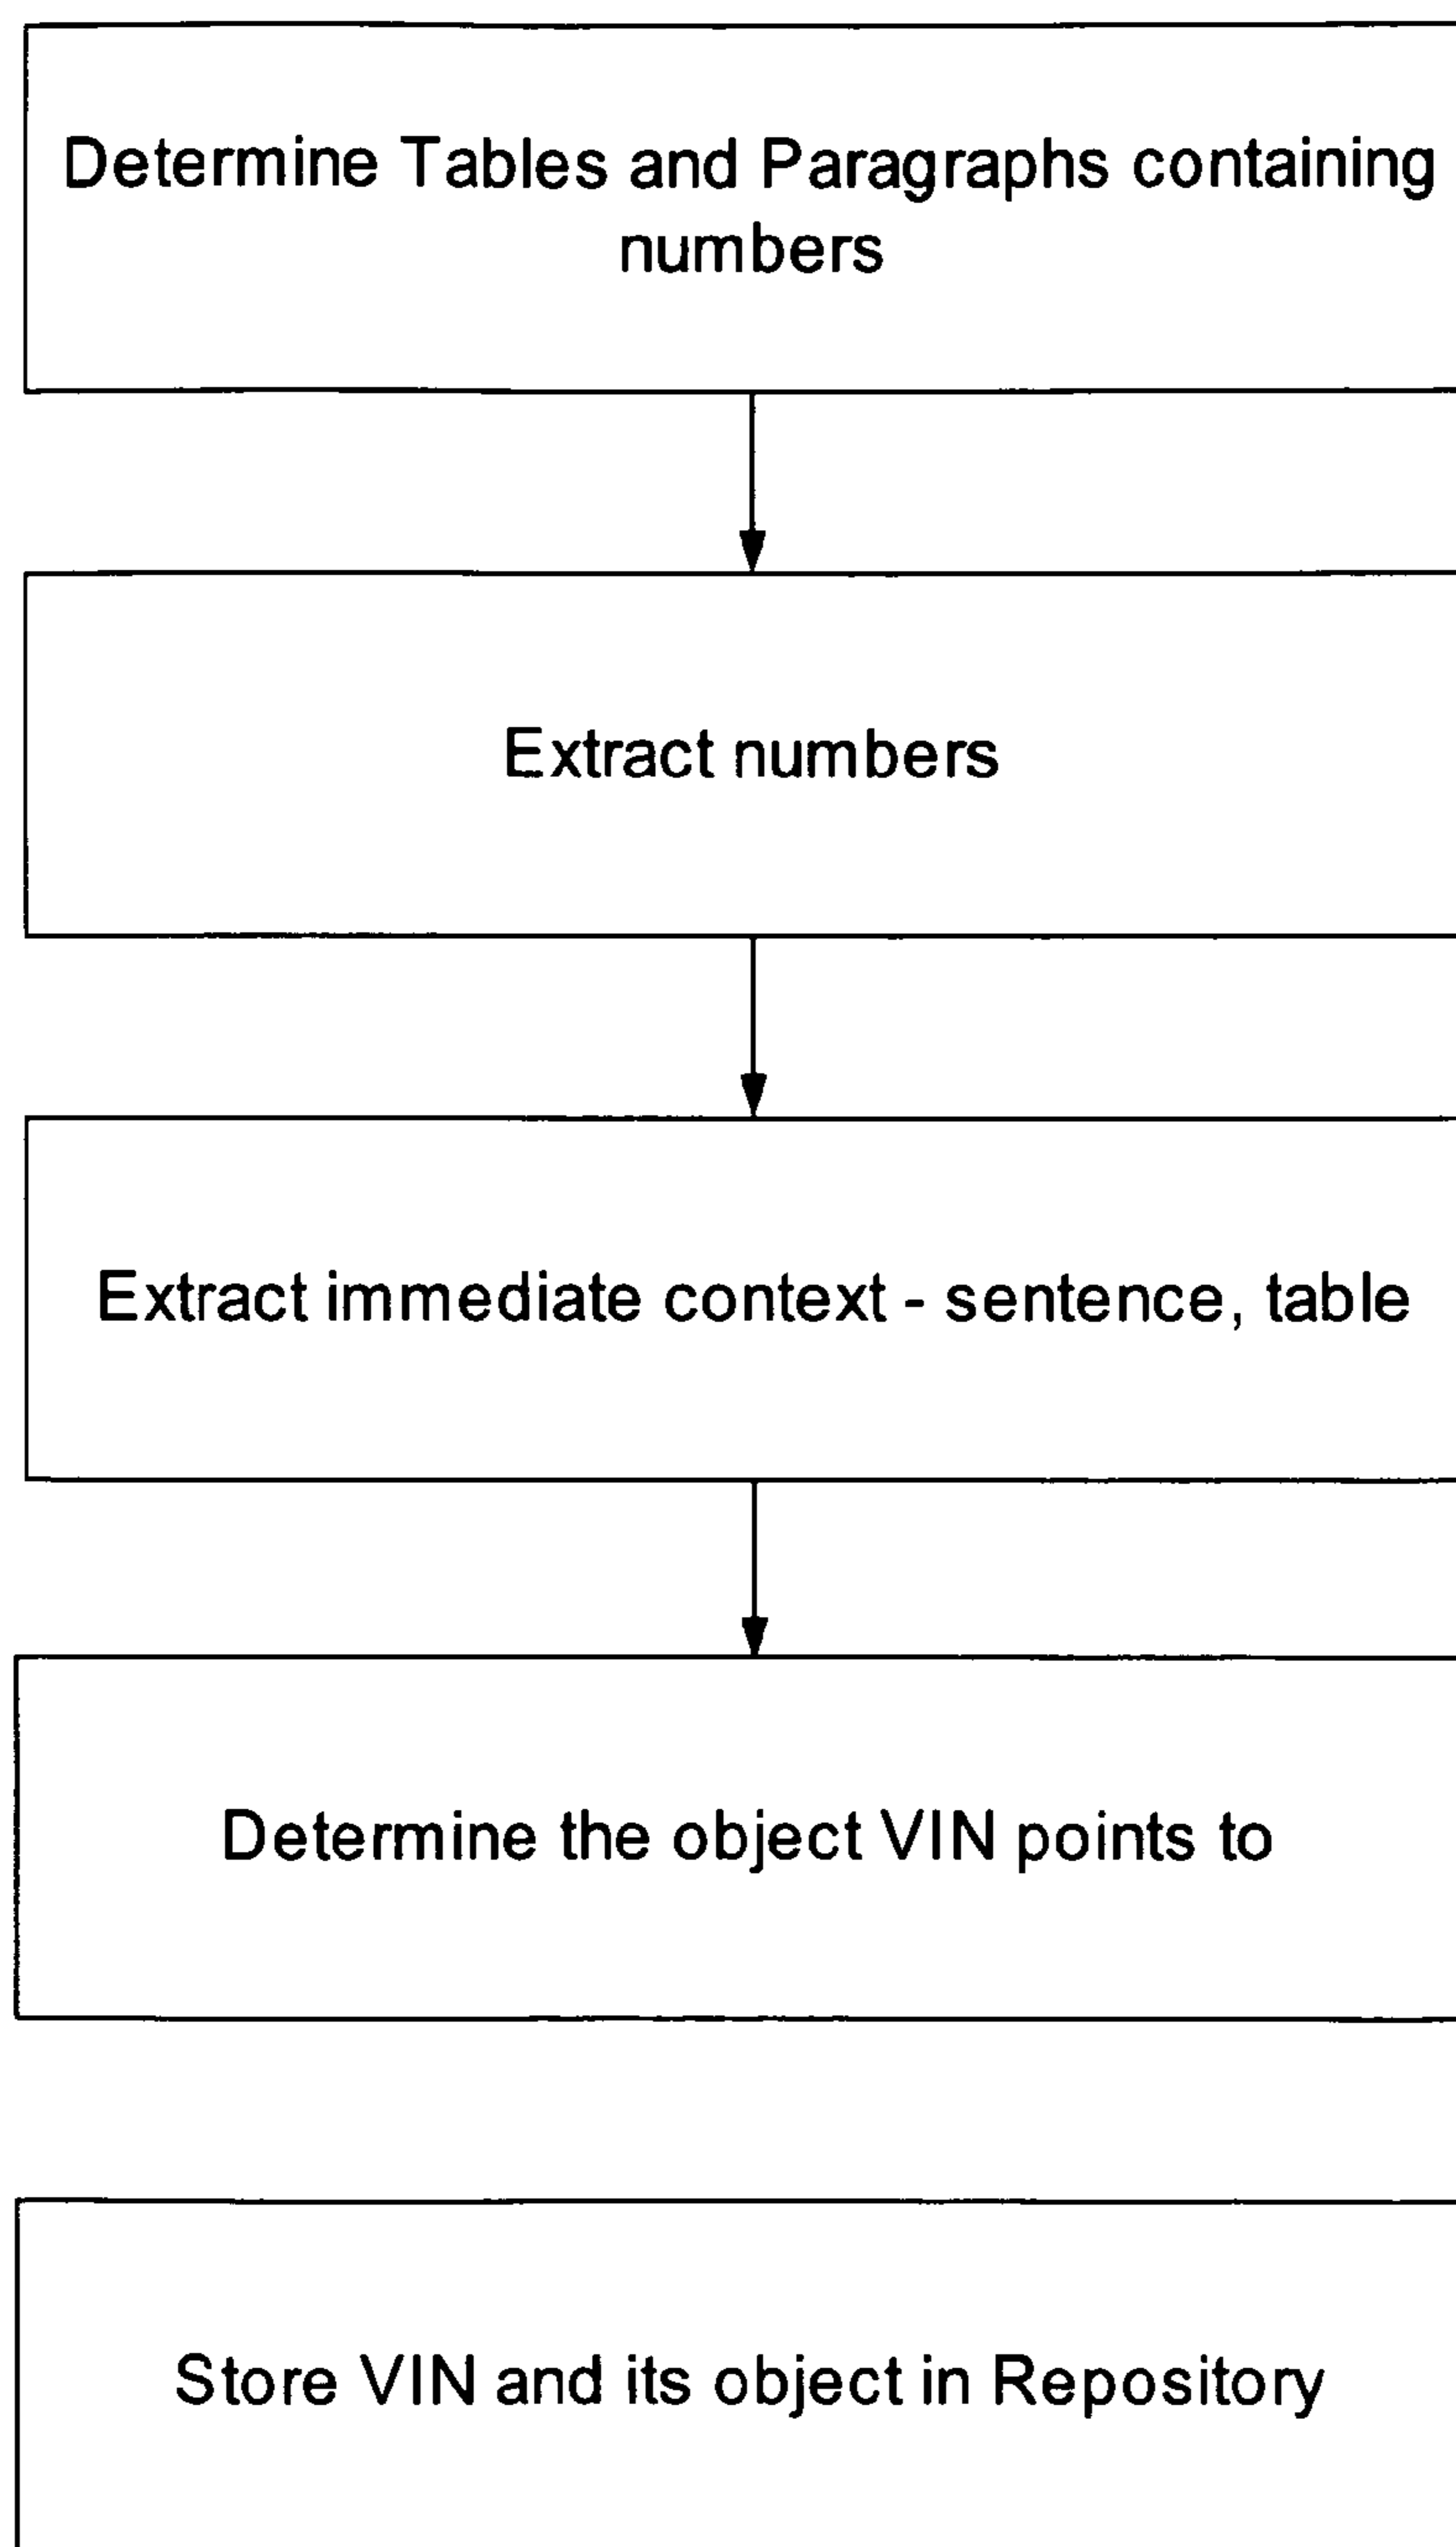 Determine Tables and Paragraphs containing
numbers
Extract numbers
Extract immediate context - sentence, table
Determine the object VIN points to
Store VIN and its object in Repository